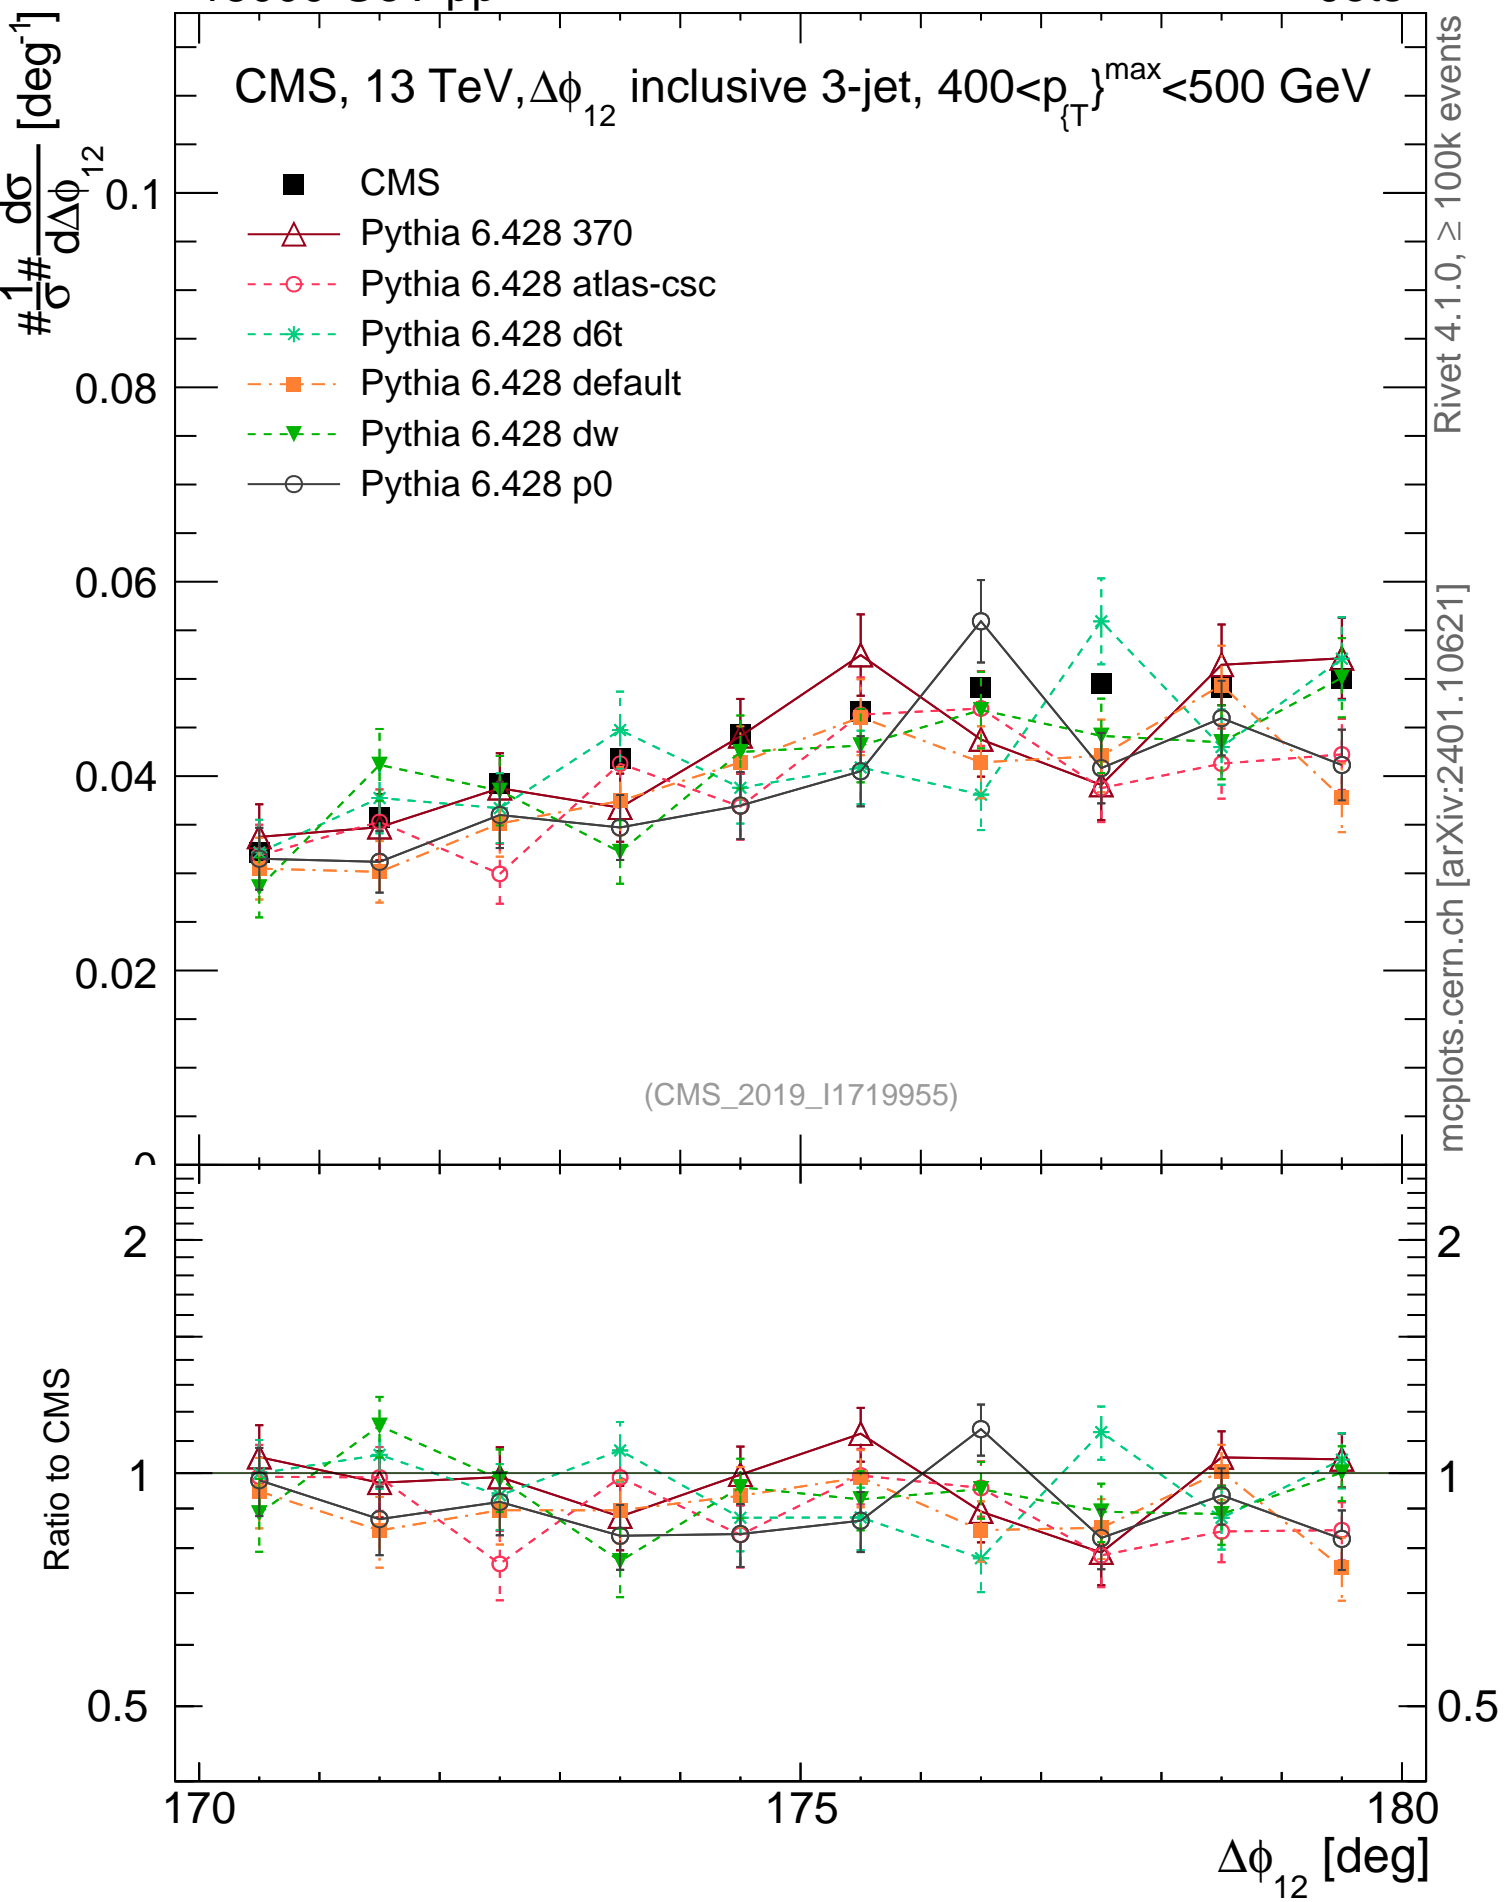 CMS, 13 TeV, Δϕ12 inclusive 3-jet, 400<p{T}max<500 GeV
#1/σ# dσ/dΔϕ12 [deg-1]
CMS
Pythia 6.428 370
Pythia 6.428 atlas-csc
Pythia 6.428 d6t
Pythia 6.428 default
Pythia 6.428 dw
Pythia 6.428 p0
0.1
0.08
0.06
0.04
0.02
(CMS_2019_I1719955)
Rivet 4.1.0, ≥ 100k events
mcplots.cern.ch [arXiv:2401.10621]
Ratio to CMS
2
2
1
1
0.5
0.5
170
175
180
Δϕ12 [deg]